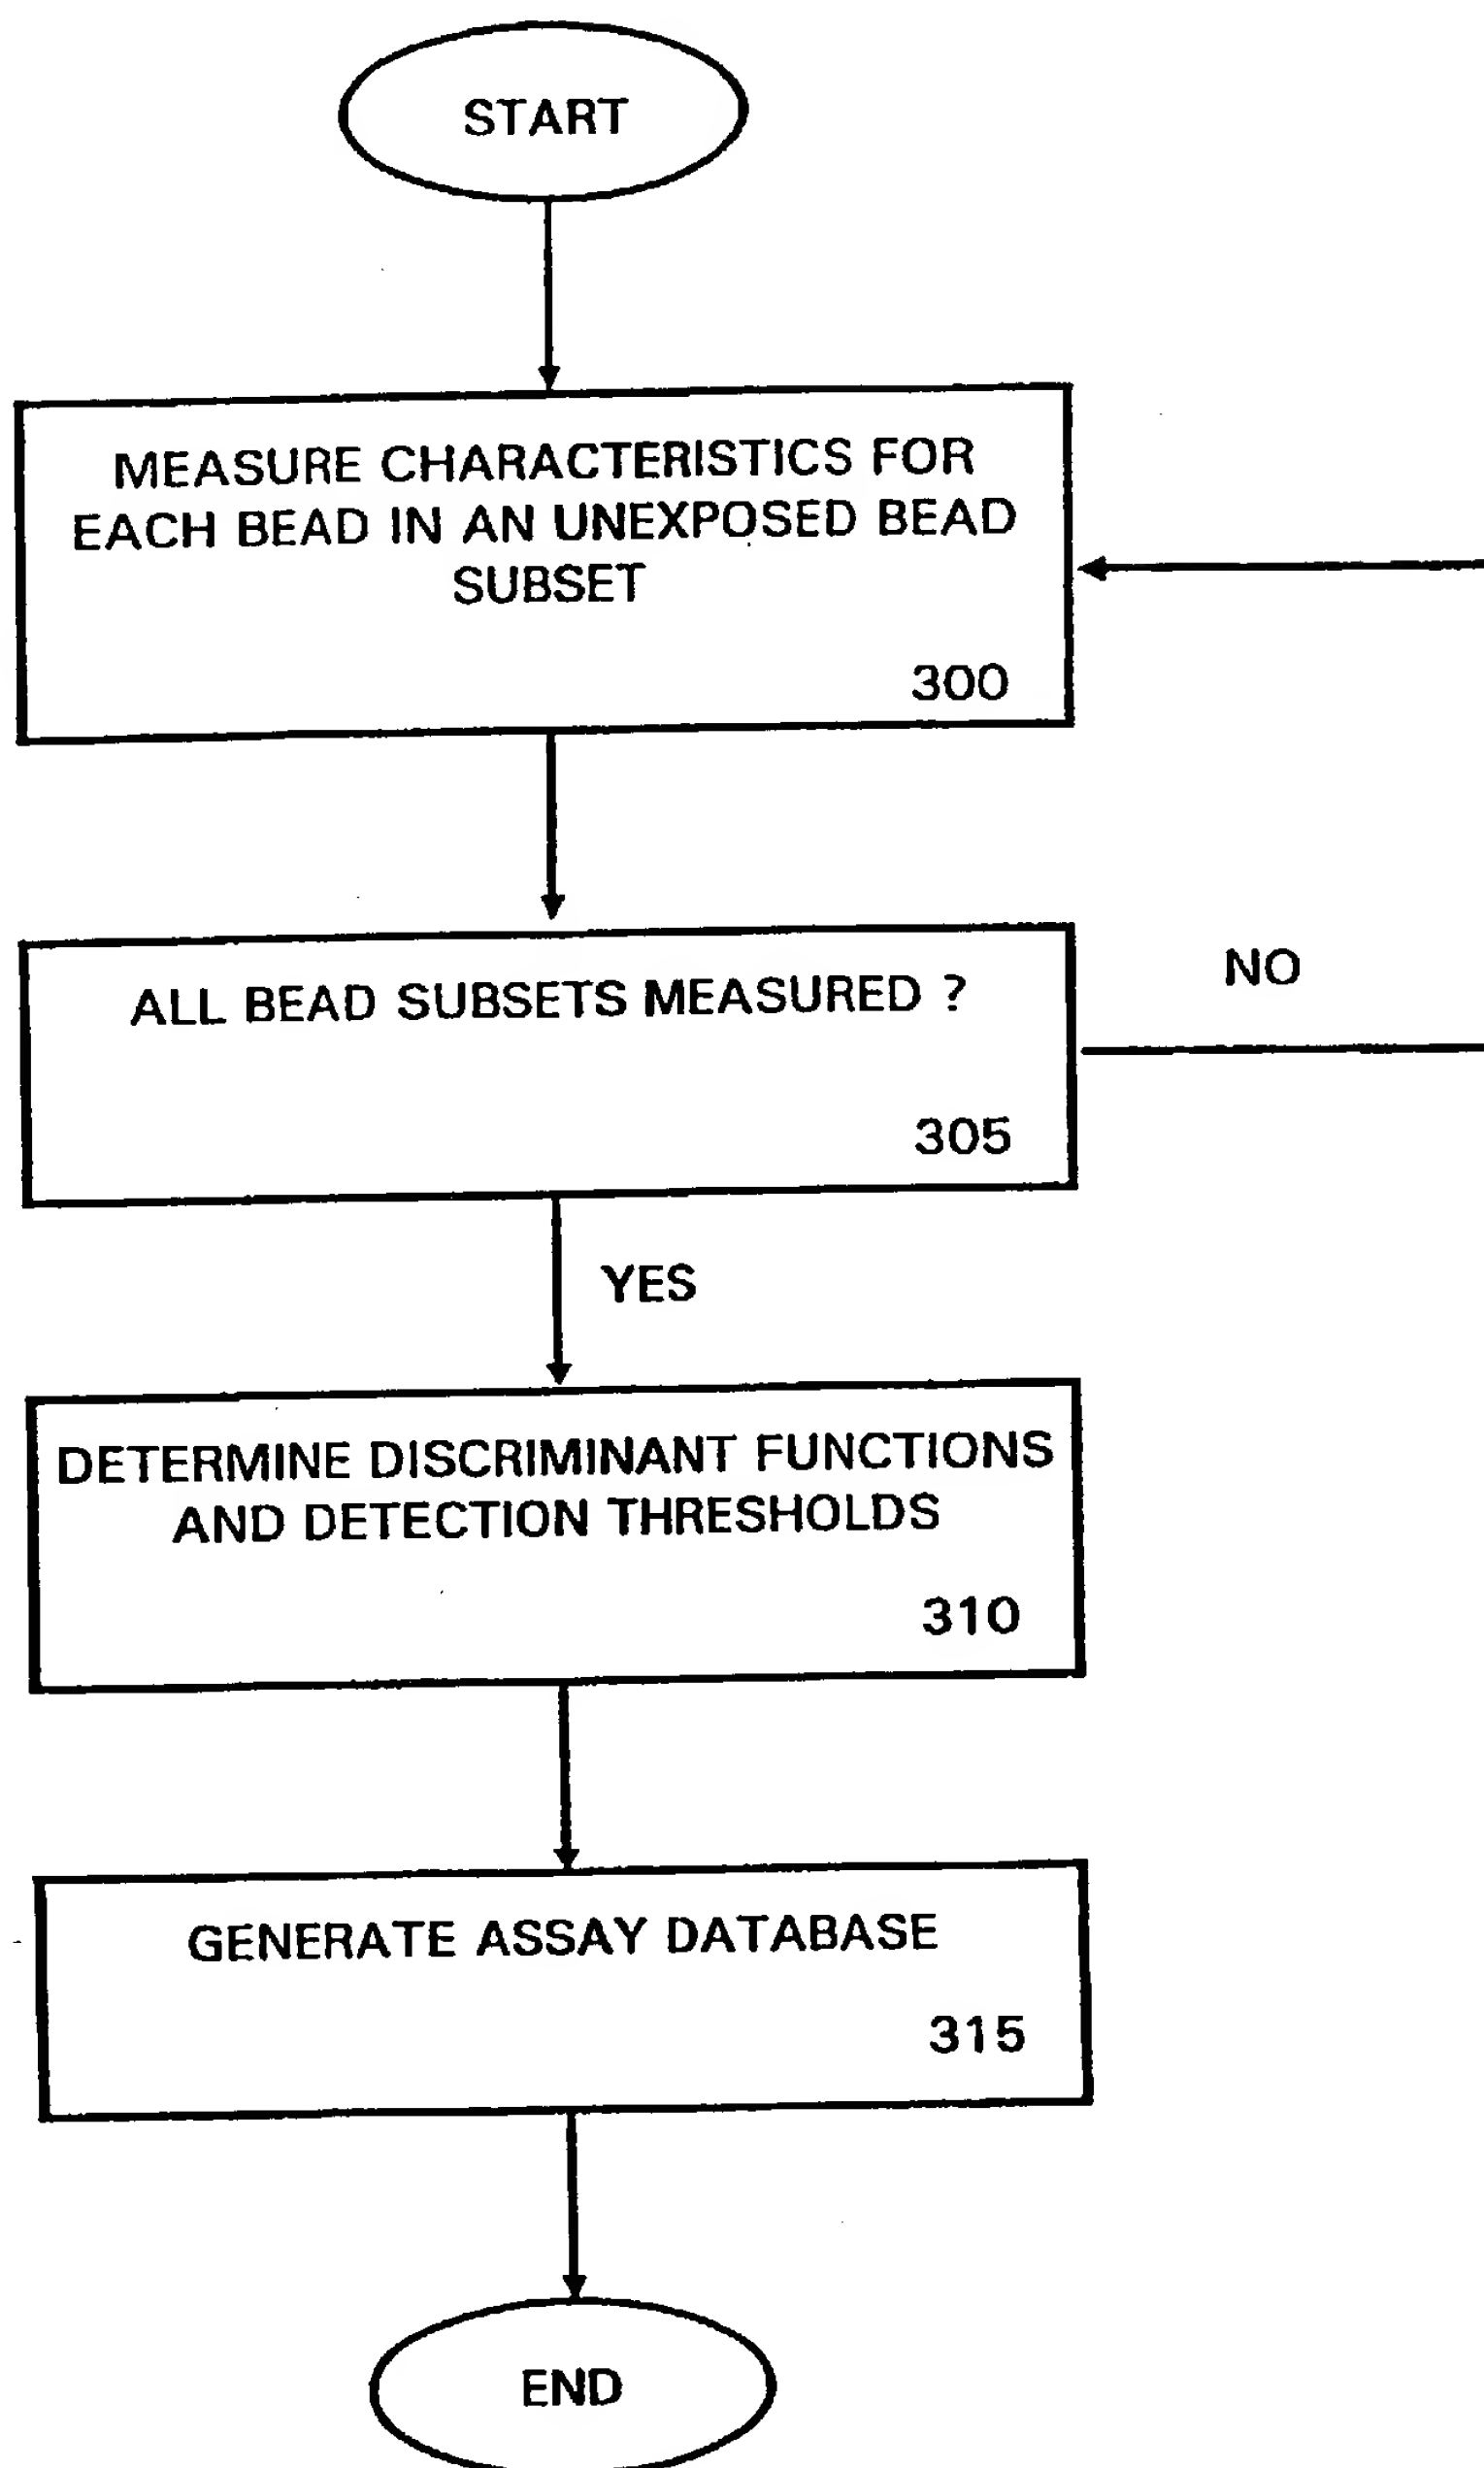 START
MEASURE CHARACTERISTICS FOR
EACH BEAD IN AN UNEXPOSED BEAD
SUBSET
300
ALL BEAD SUBSETS MEASURED ?
305
NO
YES
DETERMINE DISCRIMINANT FUNCTIONS
AND DETECTION THRESHOLDS
310
GENERATE ASSAY DATABASE
315
END